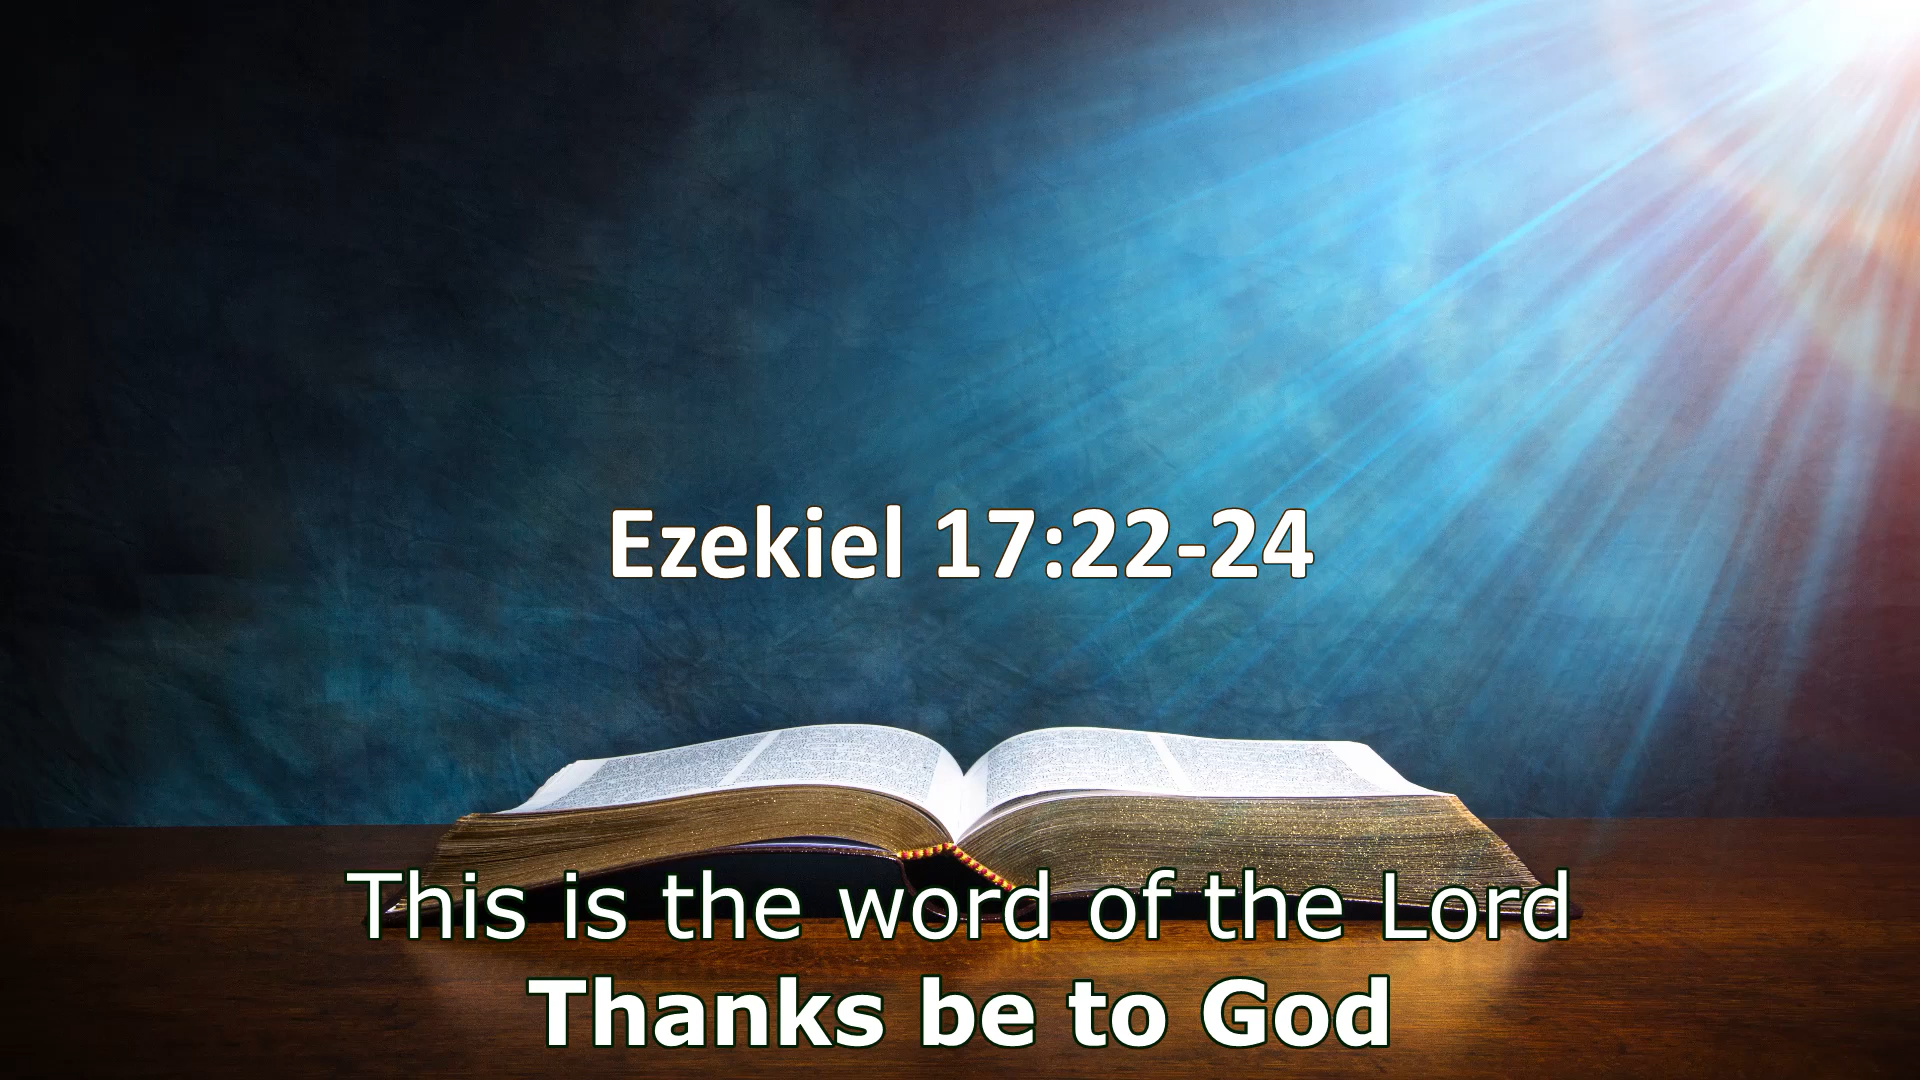 Ezekiel 17:22-24
This is the word of the Lord
Thanks be to God